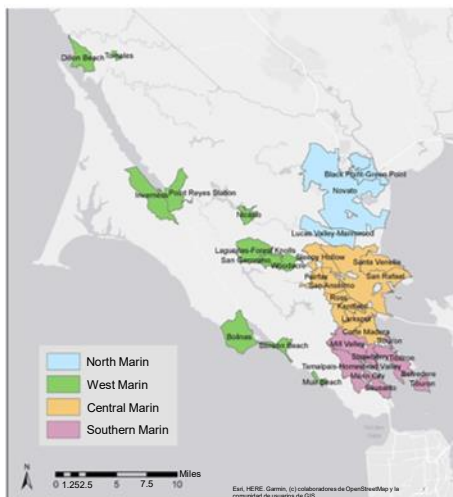 Dillon Beach
Tomales
Black Point-Green Point
Novato
Inverness
Point Reyes Station
Nicasio
Lucas Valley-Marinwood
Lagunitas-Forest Knolls
San Geronimo
Woodacre
Sleepy Hollow
Santa Venetia
Fairfax
San Rafael
San Anselmo
Ross
Kentfield
Larkspur
Corte Madera
Bolinas
Stinson Beach
Mill Valley
Tiburon
Strawberry
Tamalpais-Homestead Valley
Marin City
Belvedere
Tiburon
Muir Beach
Sausalito
North Marin
West Marin
Central Marin
Southern Marin
N
Miles
0 1.252.5 5 7.5 10
Esri, HERE, Garmin, (c) colaboradores de OpenStreetMap y la
comunidad de usuarios de GIS